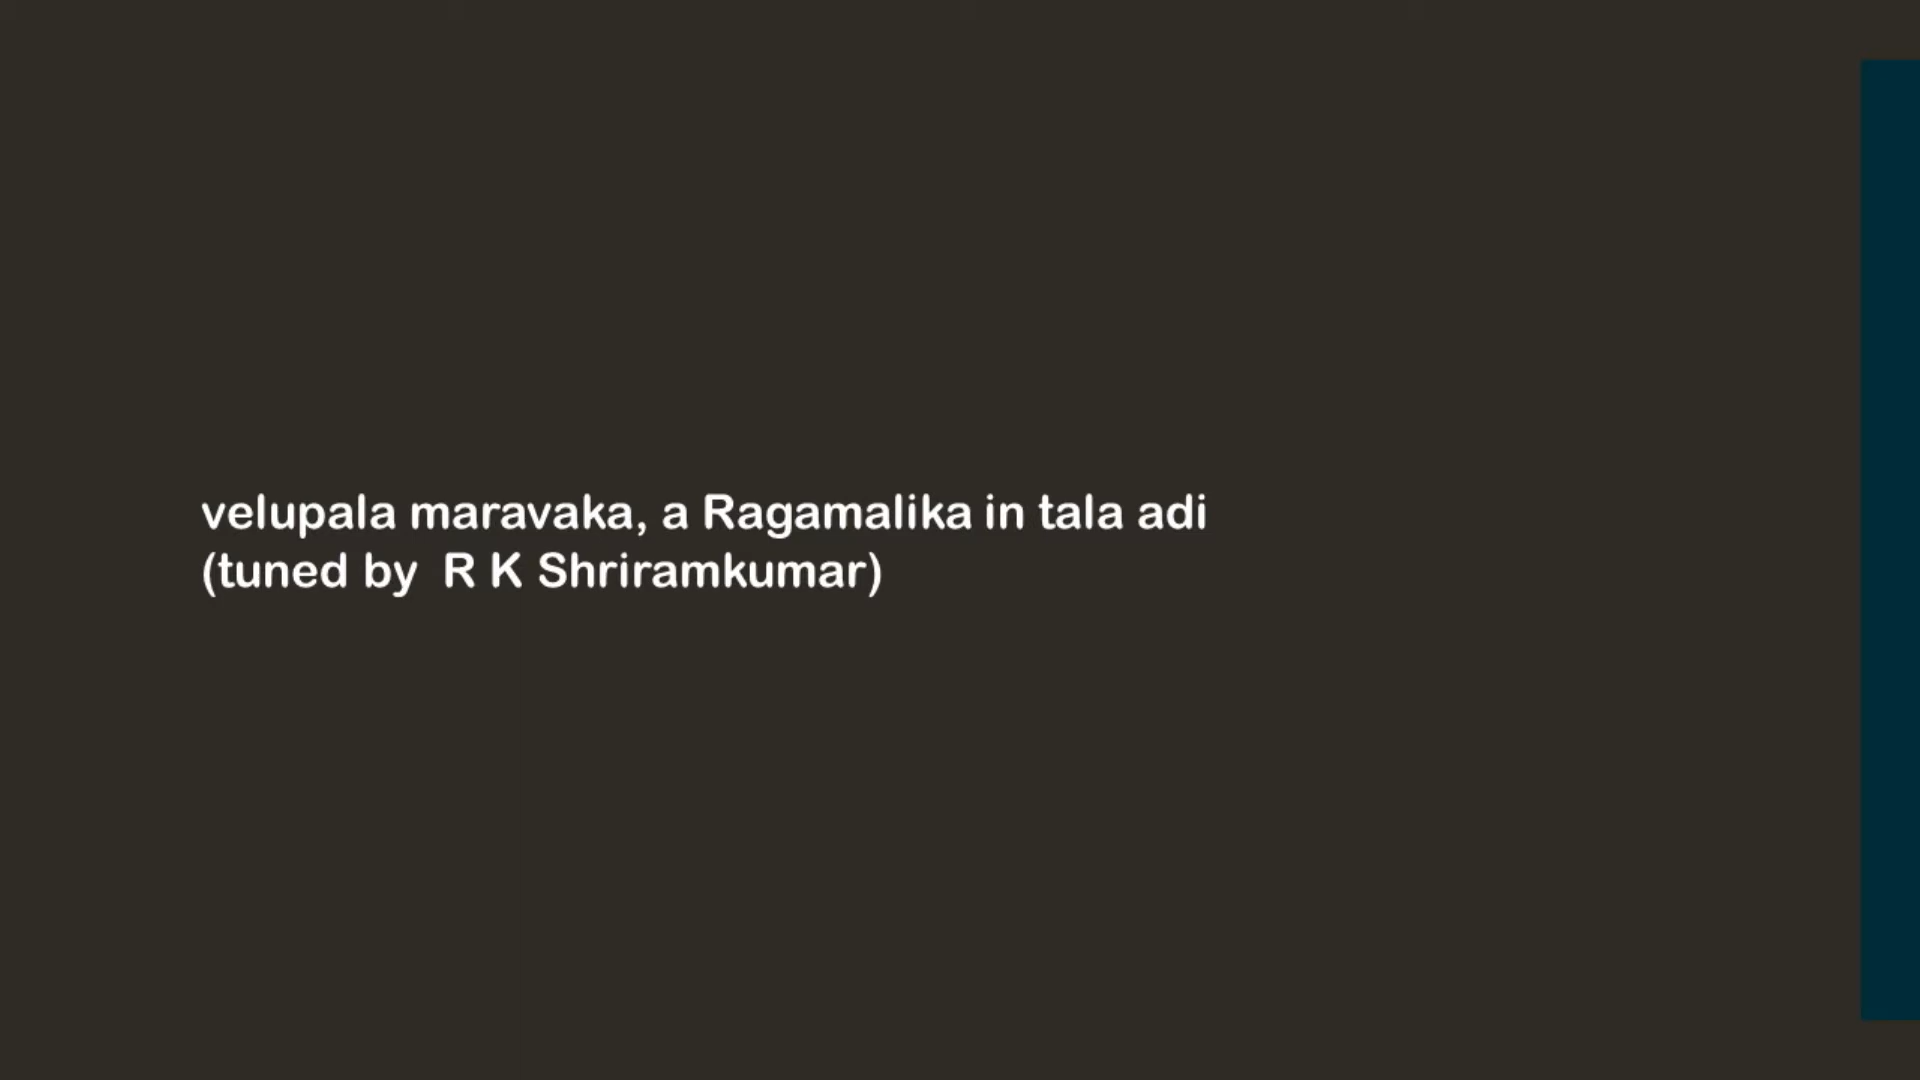 velupala maravaka, a Ragamalika in tala adi
(tuned by  R K Shriramkumar)